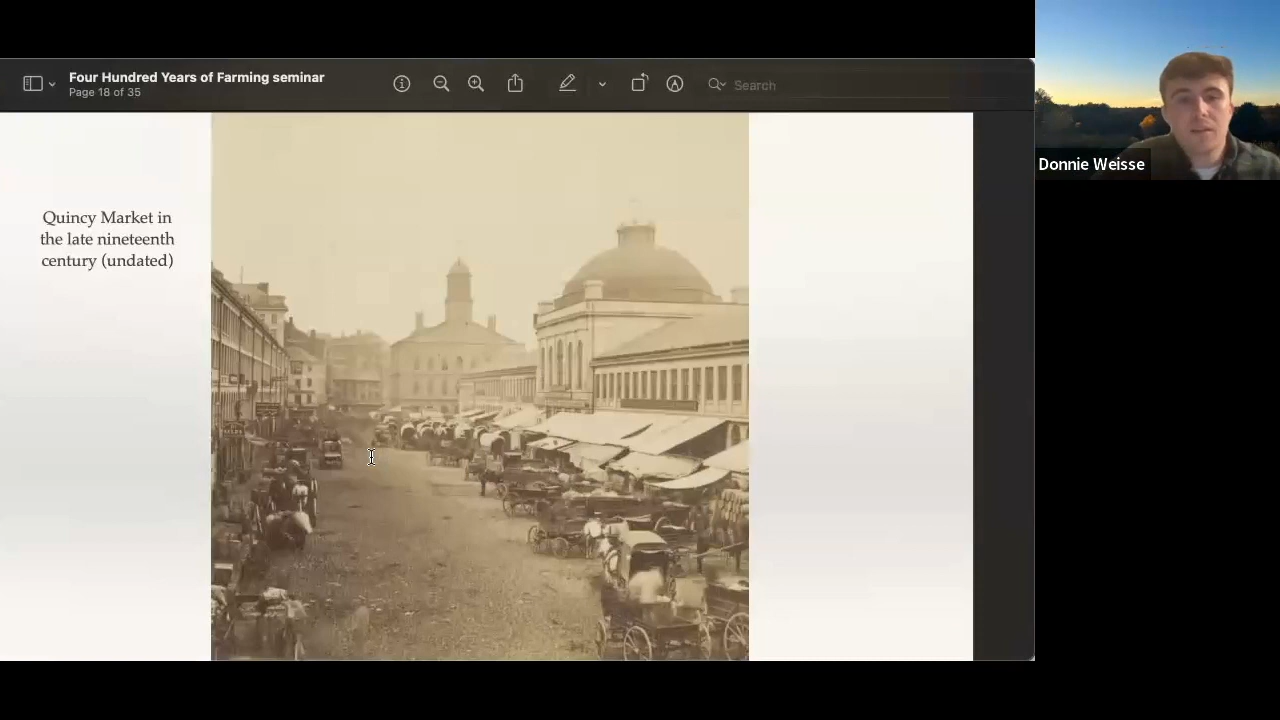 Four Hundred Years of Farming seminar
Page 18 of 35
Search
Donnie Weisse
Quincy Market in
the late nineteenth
century (undated)